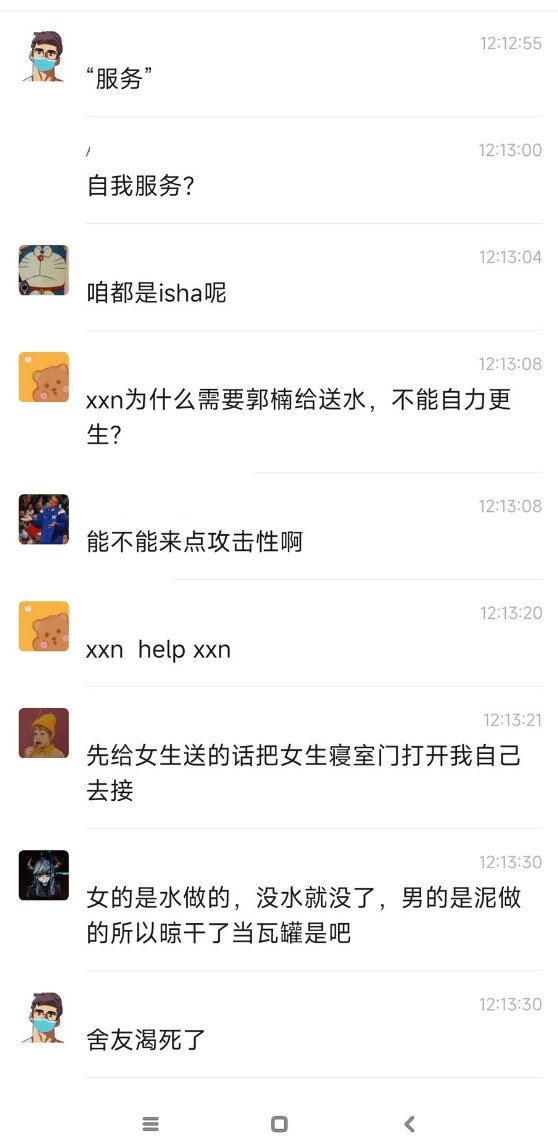 12:12:55
“服务”
12:13:00
自我服务？
12:13:04
咱都是isha呢
12:13:08
xxn为什么需要郭楠给送水，不能自力更
生？
12:13:08
能不能来点攻击性啊
12:13:20
xxn  help xxn
12:13:21
先给女生送的话把女生寝室门打开我自己
去接
12:13:30
女的是水做的，没水就没了，男的是泥做
的所以晾干了当瓦罐是吧
12:13:30
舍友渴死了